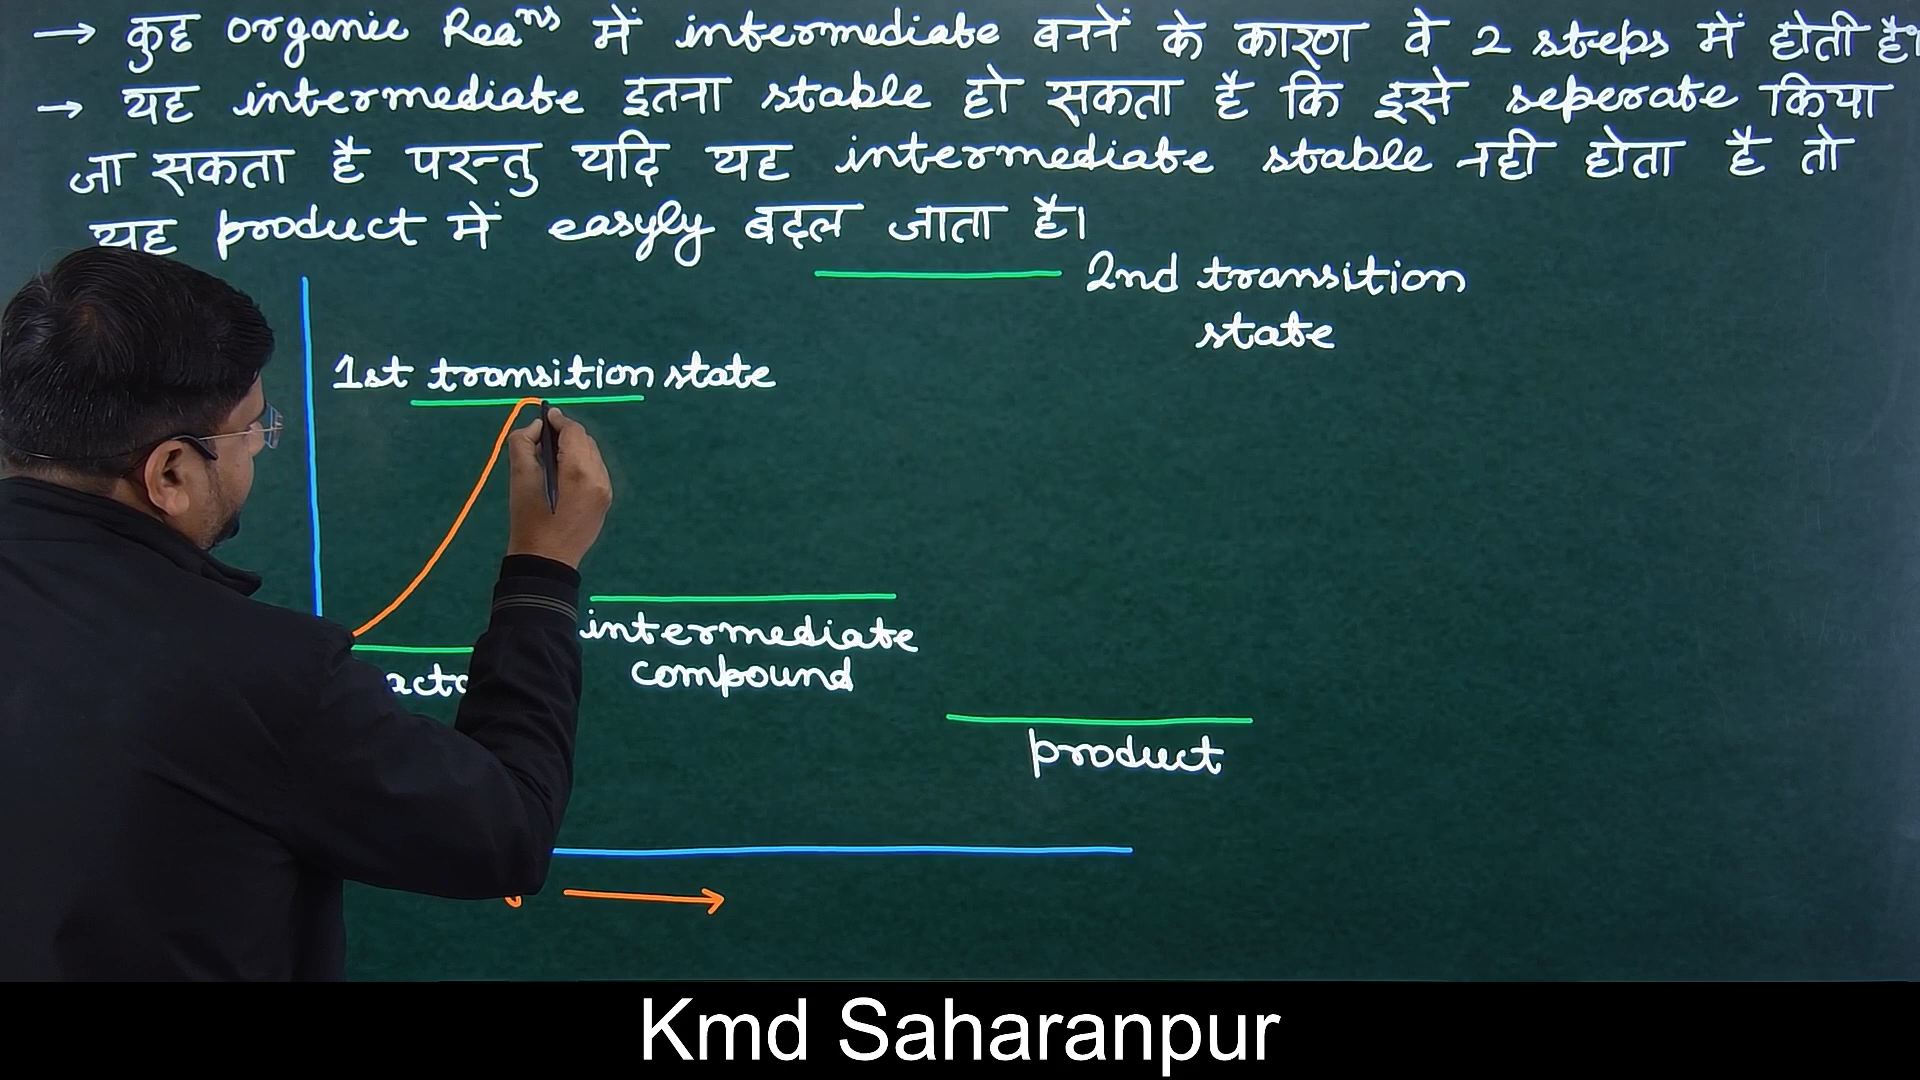 → कुछ organic Reaⁿˢ में intermediate बननें के कारण वे 2 steps में होती है।
→ यह intermediate इतना stable हो सकता है कि इसे seperate किया
जा सकता है परन्तु यदि यह intermediate stable नही होता है तो
यह product में easyly बदल जाता है।
2nd transition
state
1st transition state
intermediate
compound
product
Kmd Saharanpur